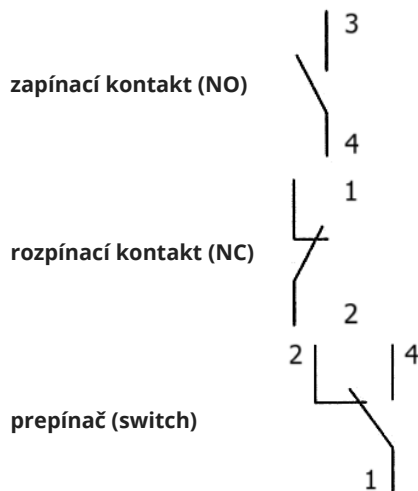 3
zapínací kontakt (NO)
4
1
rozpínací kontakt (NC)
2
2 4
prepínač (switch)
1